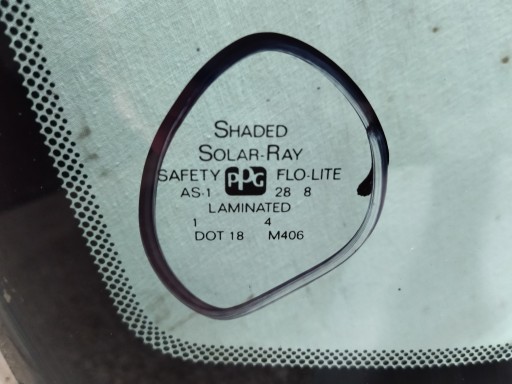 SHADED
SOLAR-RAY
SAFETY PPG FLO-LITE
AS-1 28 8
LAMINATED
1 4
DOT 18 M406